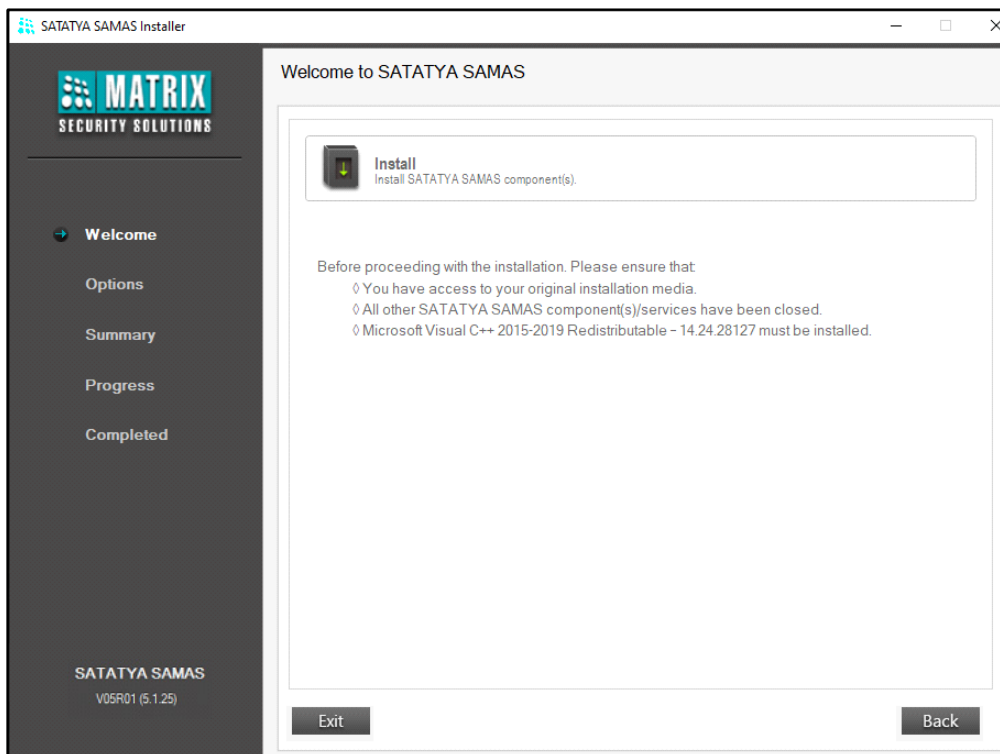 SATATYA SAMAS Installer
MATRIX
SECURITY SOLUTIONS
Welcome
Options
Summary
Progress
Completed
SATATYA SAMAS
V05R01 (5.1.25)
Welcome to SATATYA SAMAS
Install
Install SATATYA SAMAS component(s).
Before proceeding with the installation. Please ensure that:
◊ You have access to your original installation media.
◊ All other SATATYA SAMAS component(s)/services have been closed.
◊ Microsoft Visual C++ 2015-2019 Redistributable – 14.24.28127 must be installed.
Exit
Back